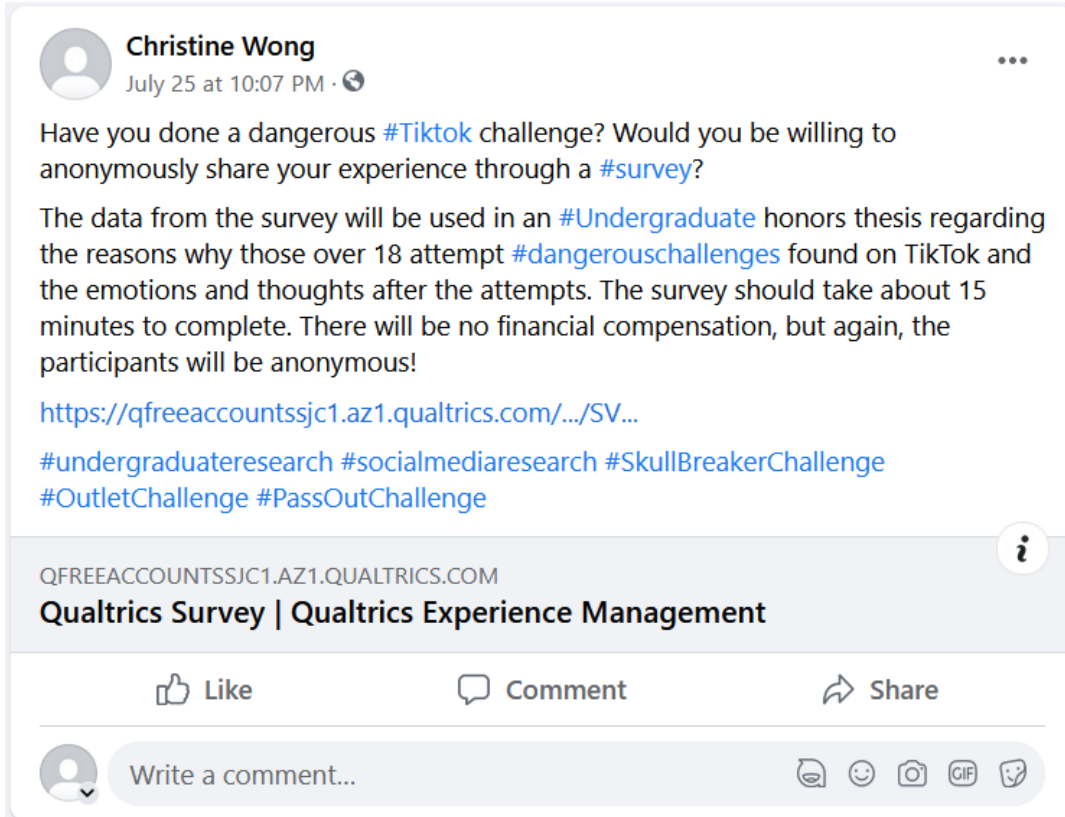 Christine Wong
July 25 at 10:07 PM ·
Have you done a dangerous #Tiktok challenge? Would you be willing to
anonymously share your experience through a #survey?
The data from the survey will be used in an #Undergraduate honors thesis regarding
the reasons why those over 18 attempt #dangerouschallenges found on TikTok and
the emotions and thoughts after the attempts. The survey should take about 15
minutes to complete. There will be no financial compensation, but again, the
participants will be anonymous!
https://qfreeaccountssjc1.az1.qualtrics.com/.../SV...
#undergraduateresearch #socialmediaresearch #SkullBreakerChallenge
#OutletChallenge #PassOutChallenge
i
QFREEACCOUNTSSJC1.AZ1.QUALTRICS.COM
Qualtrics Survey | Qualtrics Experience Management
Like Comment Share
Write a comment... GIF